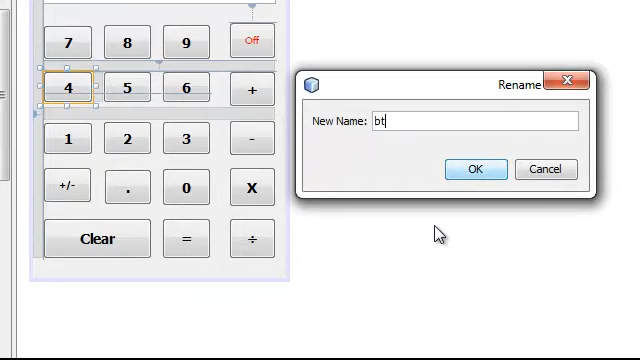 7 8 9 Off
4 5 6 +
Rename
New Name: bt
1 2 3 -
OK Cancel
+/- . 0 X
Clear = ÷